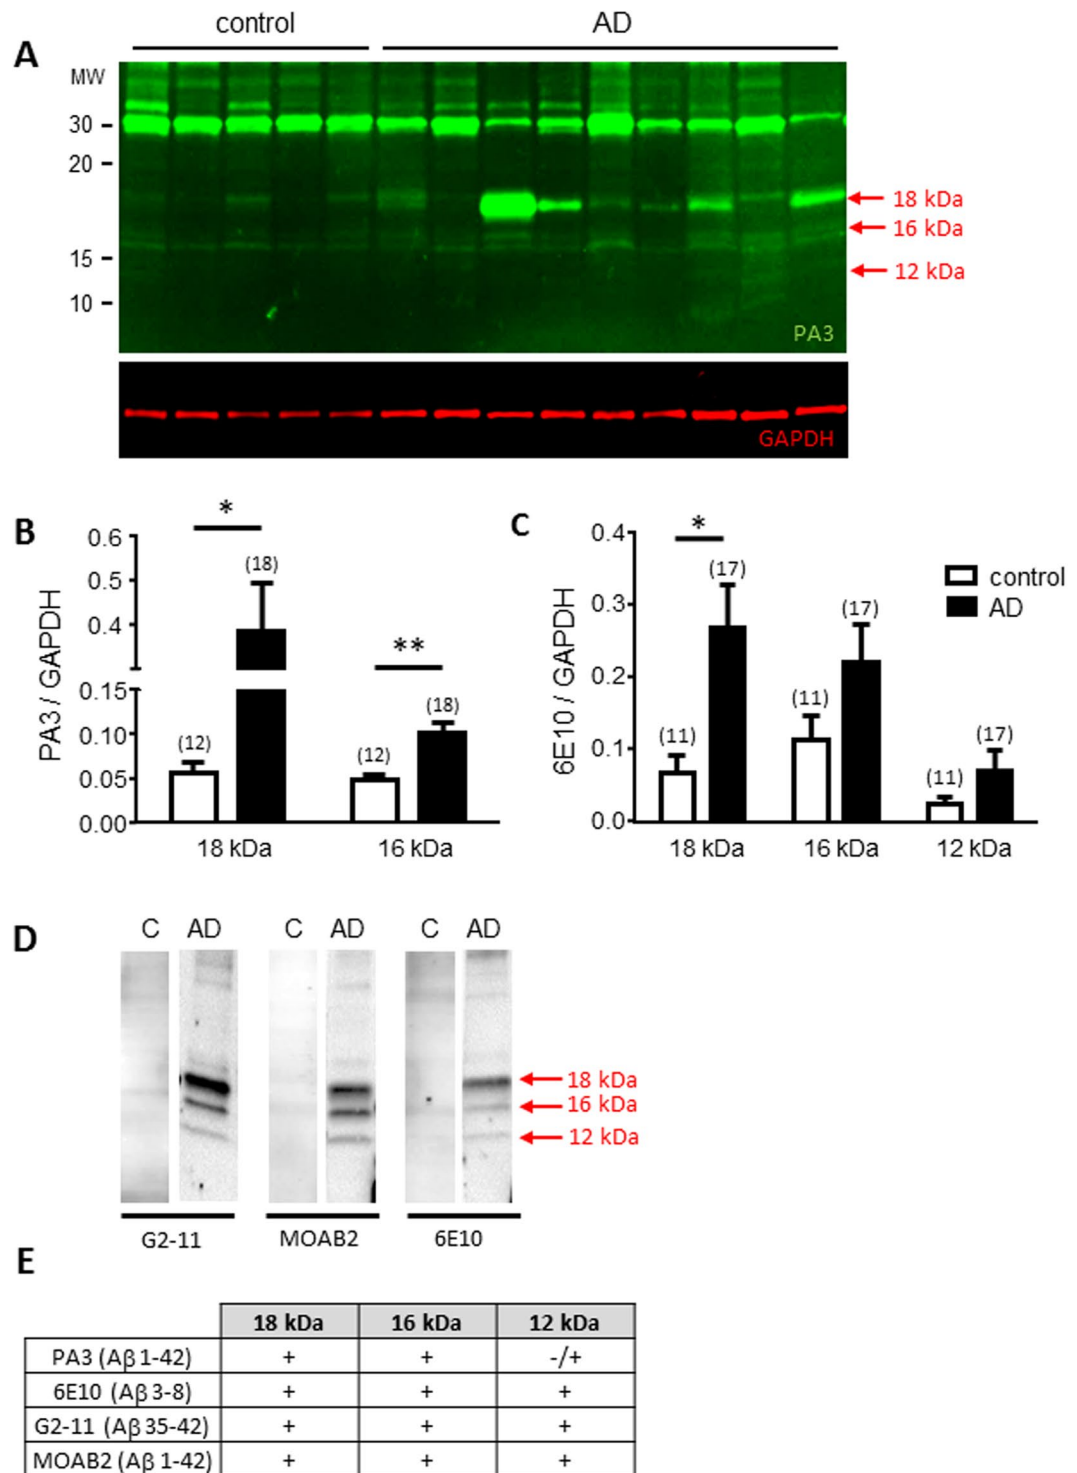 control AD
A
MW
30
20
15
10
18 kDa
16 kDa
12 kDa
PA3
GAPDH
B
PA3 / GAPDH
0.6
0.5
0.4
0.15
0.10
0.05
0.00
*
**
(12)
(18)
(12)
(18)
18 kDa 16 kDa
C
6E10 / GAPDH
0.4
0.3
0.2
0.1
0.0
*
(11)
(17)
(11)
(17)
(11)
(17)
18 kDa 16 kDa 12 kDa
control
AD
D
C AD C AD C AD
18 kDa
16 kDa
12 kDa
G2-11 MOAB2 6E10
E
18 kDa 16 kDa 12 kDa
PA3 (Aβ 1-42) + + -/+
6E10 (Aβ 3-8) + + +
G2-11 (Aβ 35-42) + + +
MOAB2 (Aβ 1-42) + + +